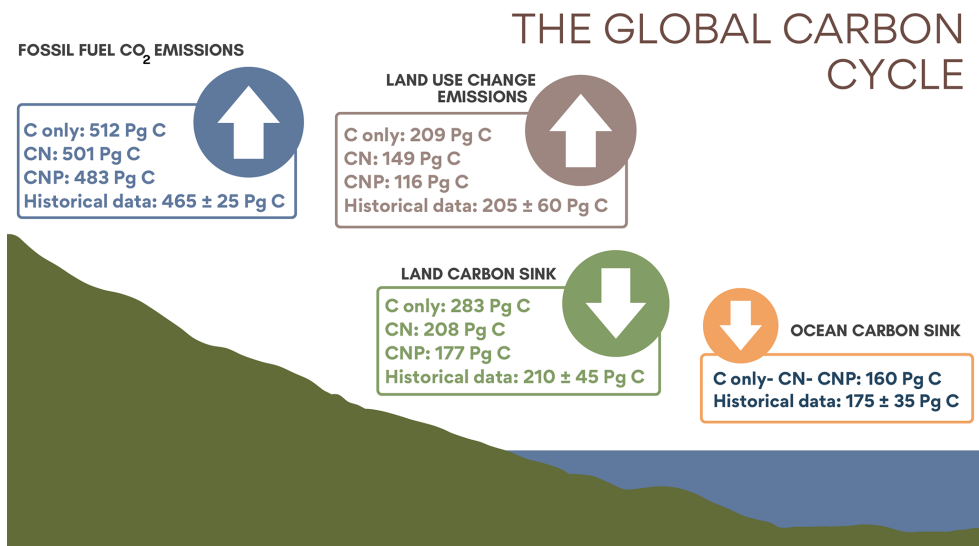 THE GLOBAL CARBON
CYCLE
FOSSIL FUEL CO2 EMISSIONS
C only: 512 Pg C
CN: 501 Pg C
CNP: 483 Pg C
Historical data: 465 ± 25 Pg C
LAND USE CHANGE
EMISSIONS
C only: 209 Pg C
CN: 149 Pg C
CNP: 116 Pg C
Historical data: 205 ± 60 Pg C
LAND CARBON SINK
C only: 283 Pg C
CN: 208 Pg C
CNP: 177 Pg C
Historical data: 210 ± 45 Pg C
OCEAN CARBON SINK
C only- CN- CNP: 160 Pg C
Historical data: 175 ± 35 Pg C